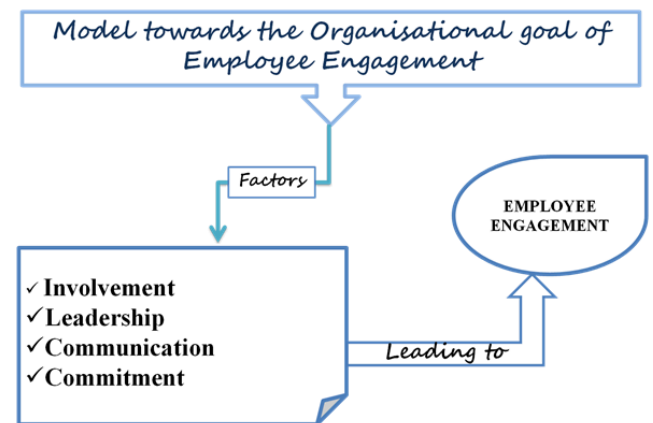 Model towards the Organisational goal of
Employee Engagement
Factors
✓ Involvement
✓ Leadership
✓ Communication
✓ Commitment
Leading to
EMPLOYEE
ENGAGEMENT